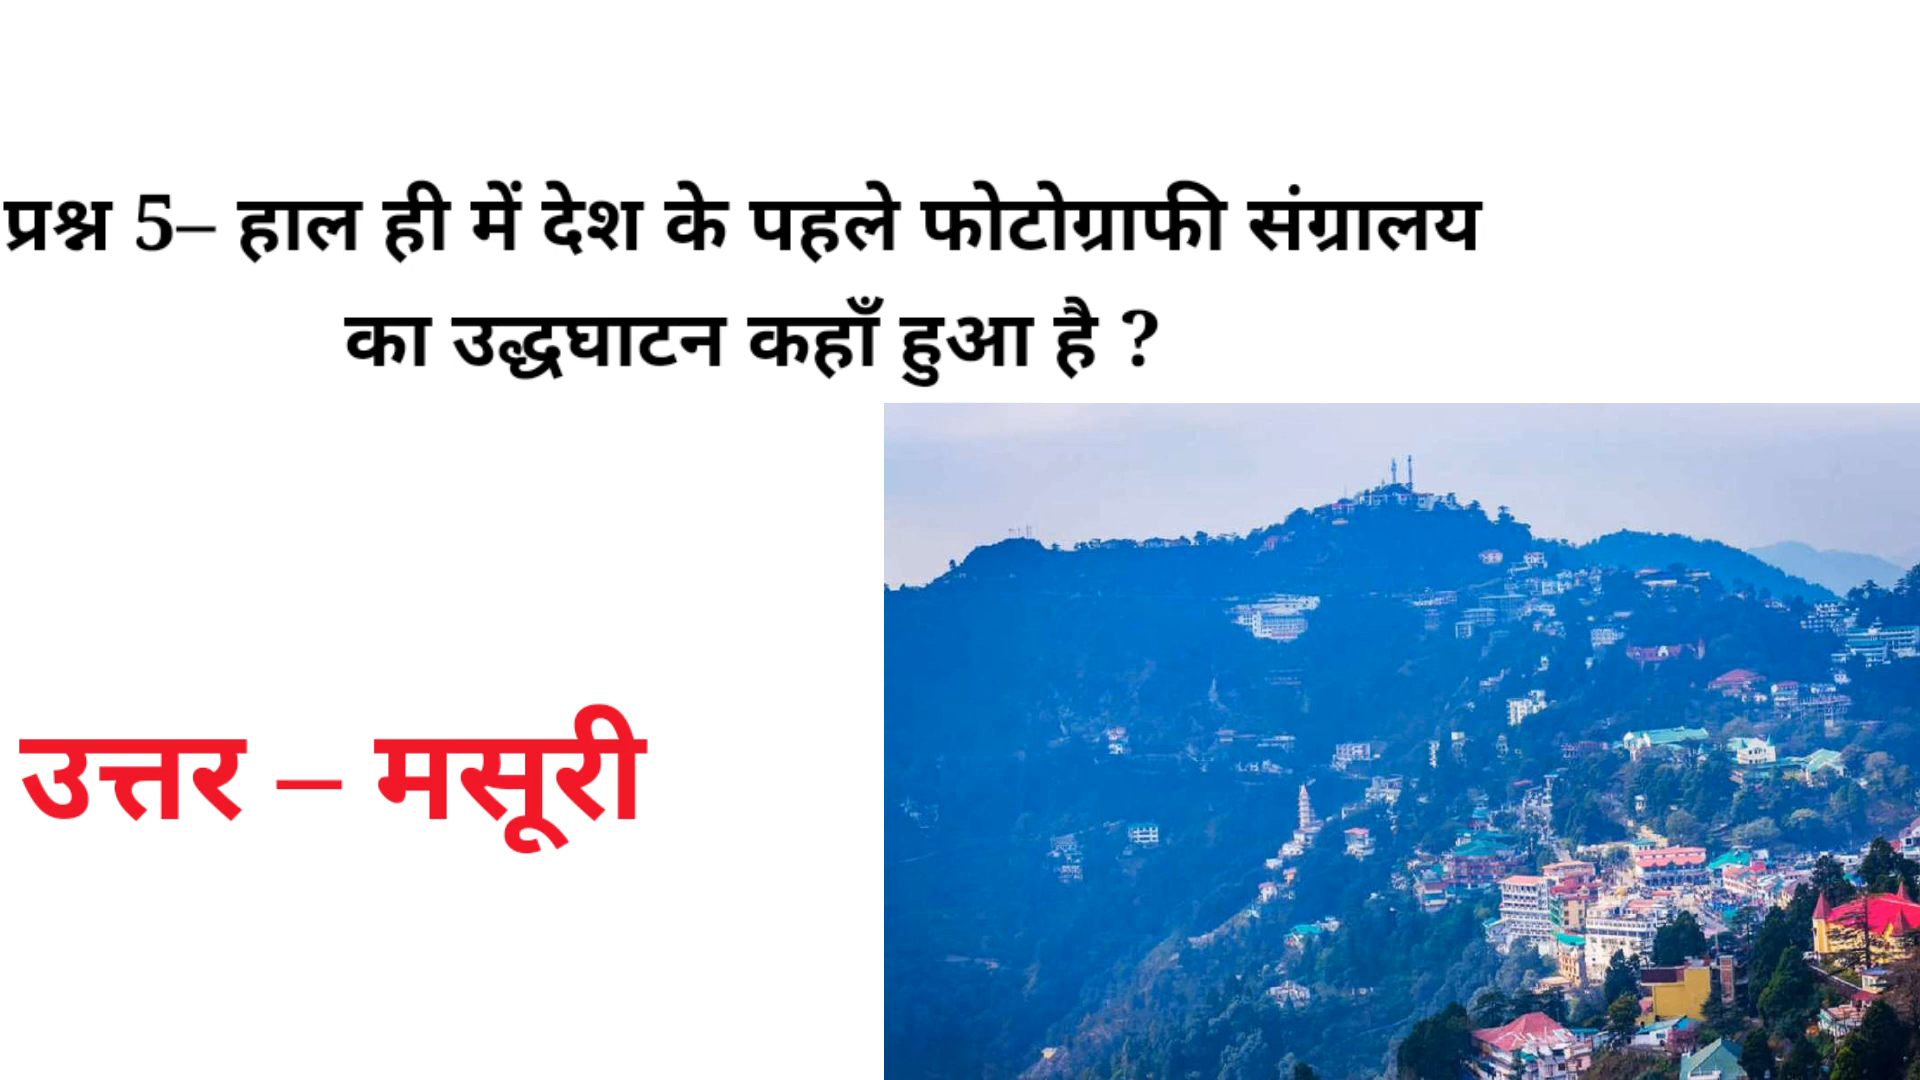 प्रश्न 5– हाल ही में देश के पहले फोटोग्राफी संग्रालय
का उद्धघाटन कहाँ हुआ है ?
उत्तर – मसूरी